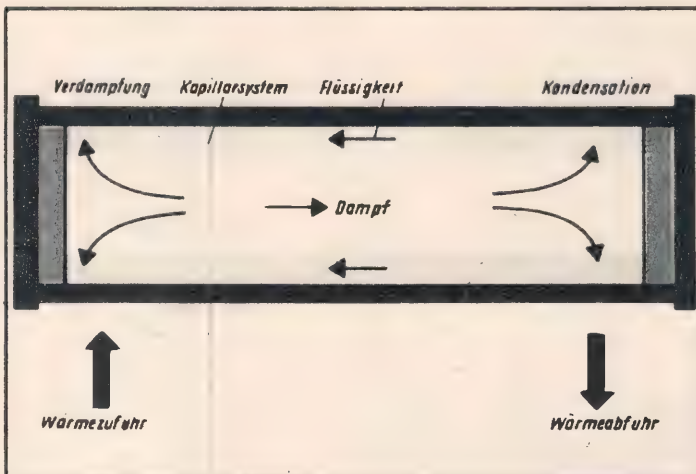 Verdampfung Kapillarsystem Flüssigkeit Kondensation
Dampf
Wärmezufuhr Wärmeabfuhr